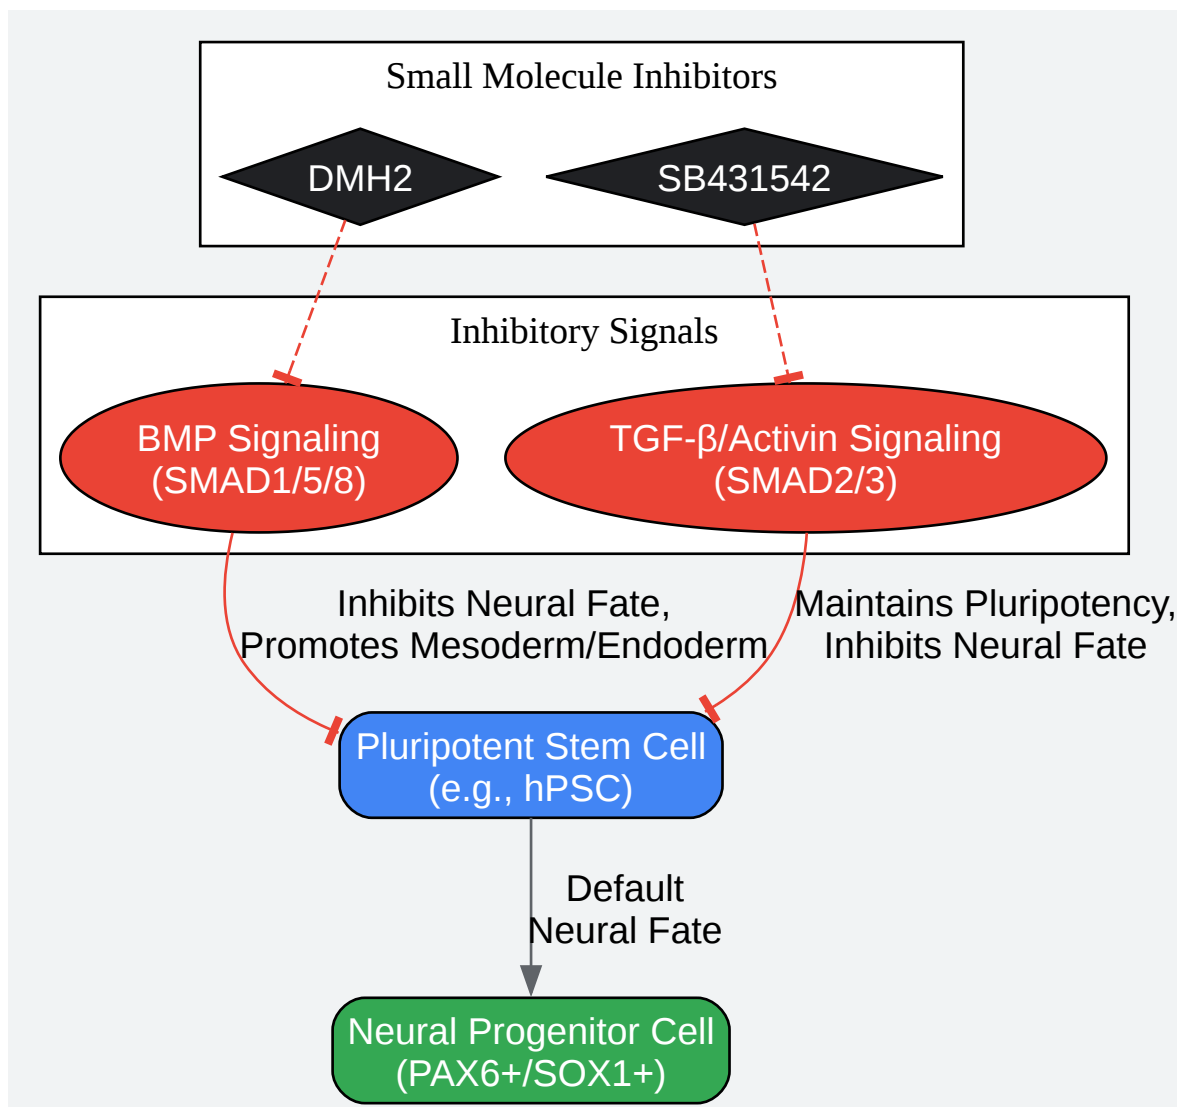 Small Molecule Inhibitors
DMH2
SB431542
Inhibitory Signals
BMP Signaling
(SMAD1/5/8)
TGF-β/Activin Signaling
(SMAD2/3)
Inhibits Neural Fate,
Promotes Mesoderm/Endoderm
Maintains Pluripotency,
Inhibits Neural Fate
Pluripotent Stem Cell
(e.g., hPSC)
Default
Neural Fate
Neural Progenitor Cell
(PAX6+/SOX1+)